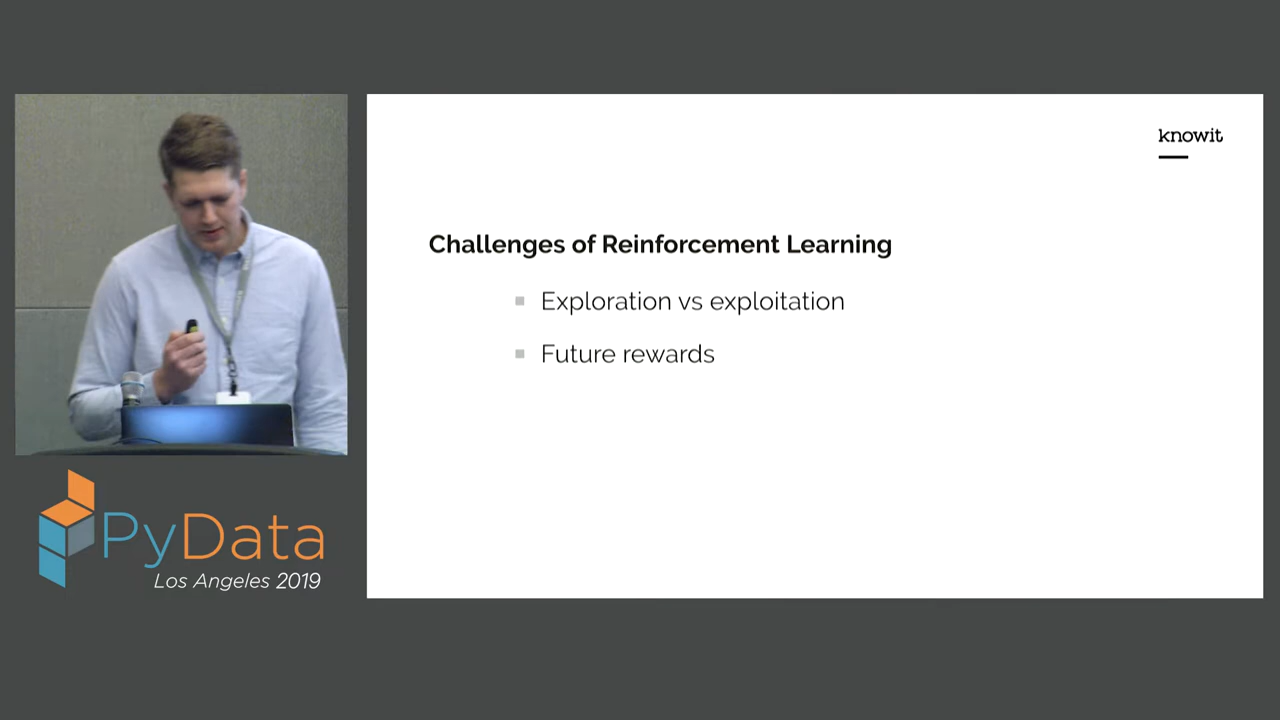 knowit
Challenges of Reinforcement Learning
Exploration vs exploitation
Future rewards
PyData
Los Angeles 2019